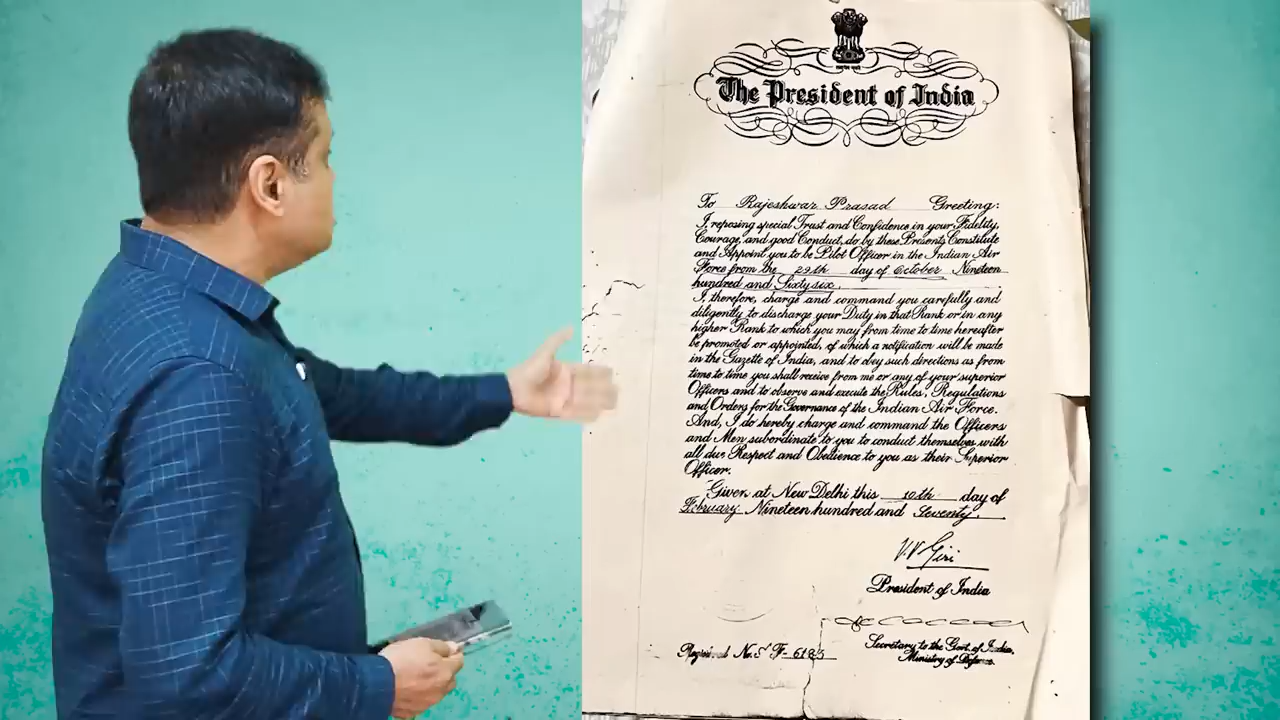 The President of India
To Rajeshwar Prasad Greeting:
I, reposing special Trust and Confidence in your Fidelity,
Courage, and good Conduct, do by these Presents Constitute
and Appoint you to be Pilot Officer in the Indian Air
Force from the 29th day of October Nineteen
hundred and Sixtysix.
I, therefore, charge and command you carefully and
diligently to discharge your Duty in that Rank or in any
higher Rank to which you may from time to time hereafter
be promoted or appointed, of which a notification will be made
in the Gazette of India, and to obey such directions as from
time to time you shall receive from me or any of your superior
Officers and to observe and execute the Rules, Regulations
and Orders for the Governance of the Indian Air Force.
And, I do hereby charge and command the Officers
and Men subordinate to you to conduct themselves with
all due Respect and Obedience to you as their Superior
Officer.
Given at New Delhi this 10th day of
February Nineteen hundred and Seventy.
V V Giri
President of India
Secretary to the Govt. of India,
Ministry of Defence.